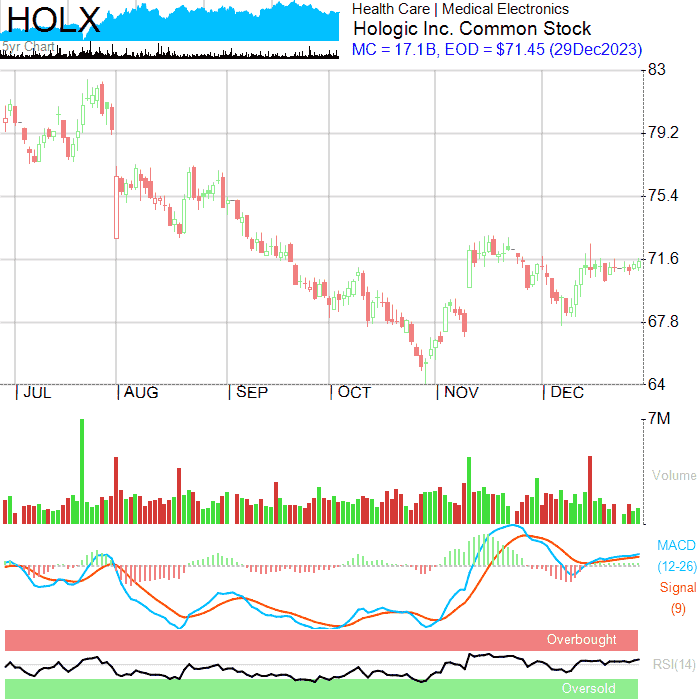 HOLX
5yr Chart
Health Care | Medical Electronics
Hologic Inc. Common Stock
MC = 17.1B, EOD = $71.45 (29Dec2023)
83
79.2
75.4
71.6
67.8
64
JUL AUG SEP OCT NOV DEC
7M
Volume
MACD
(12-26)
Signal
(9)
Overbought
RSI(14)
Oversold